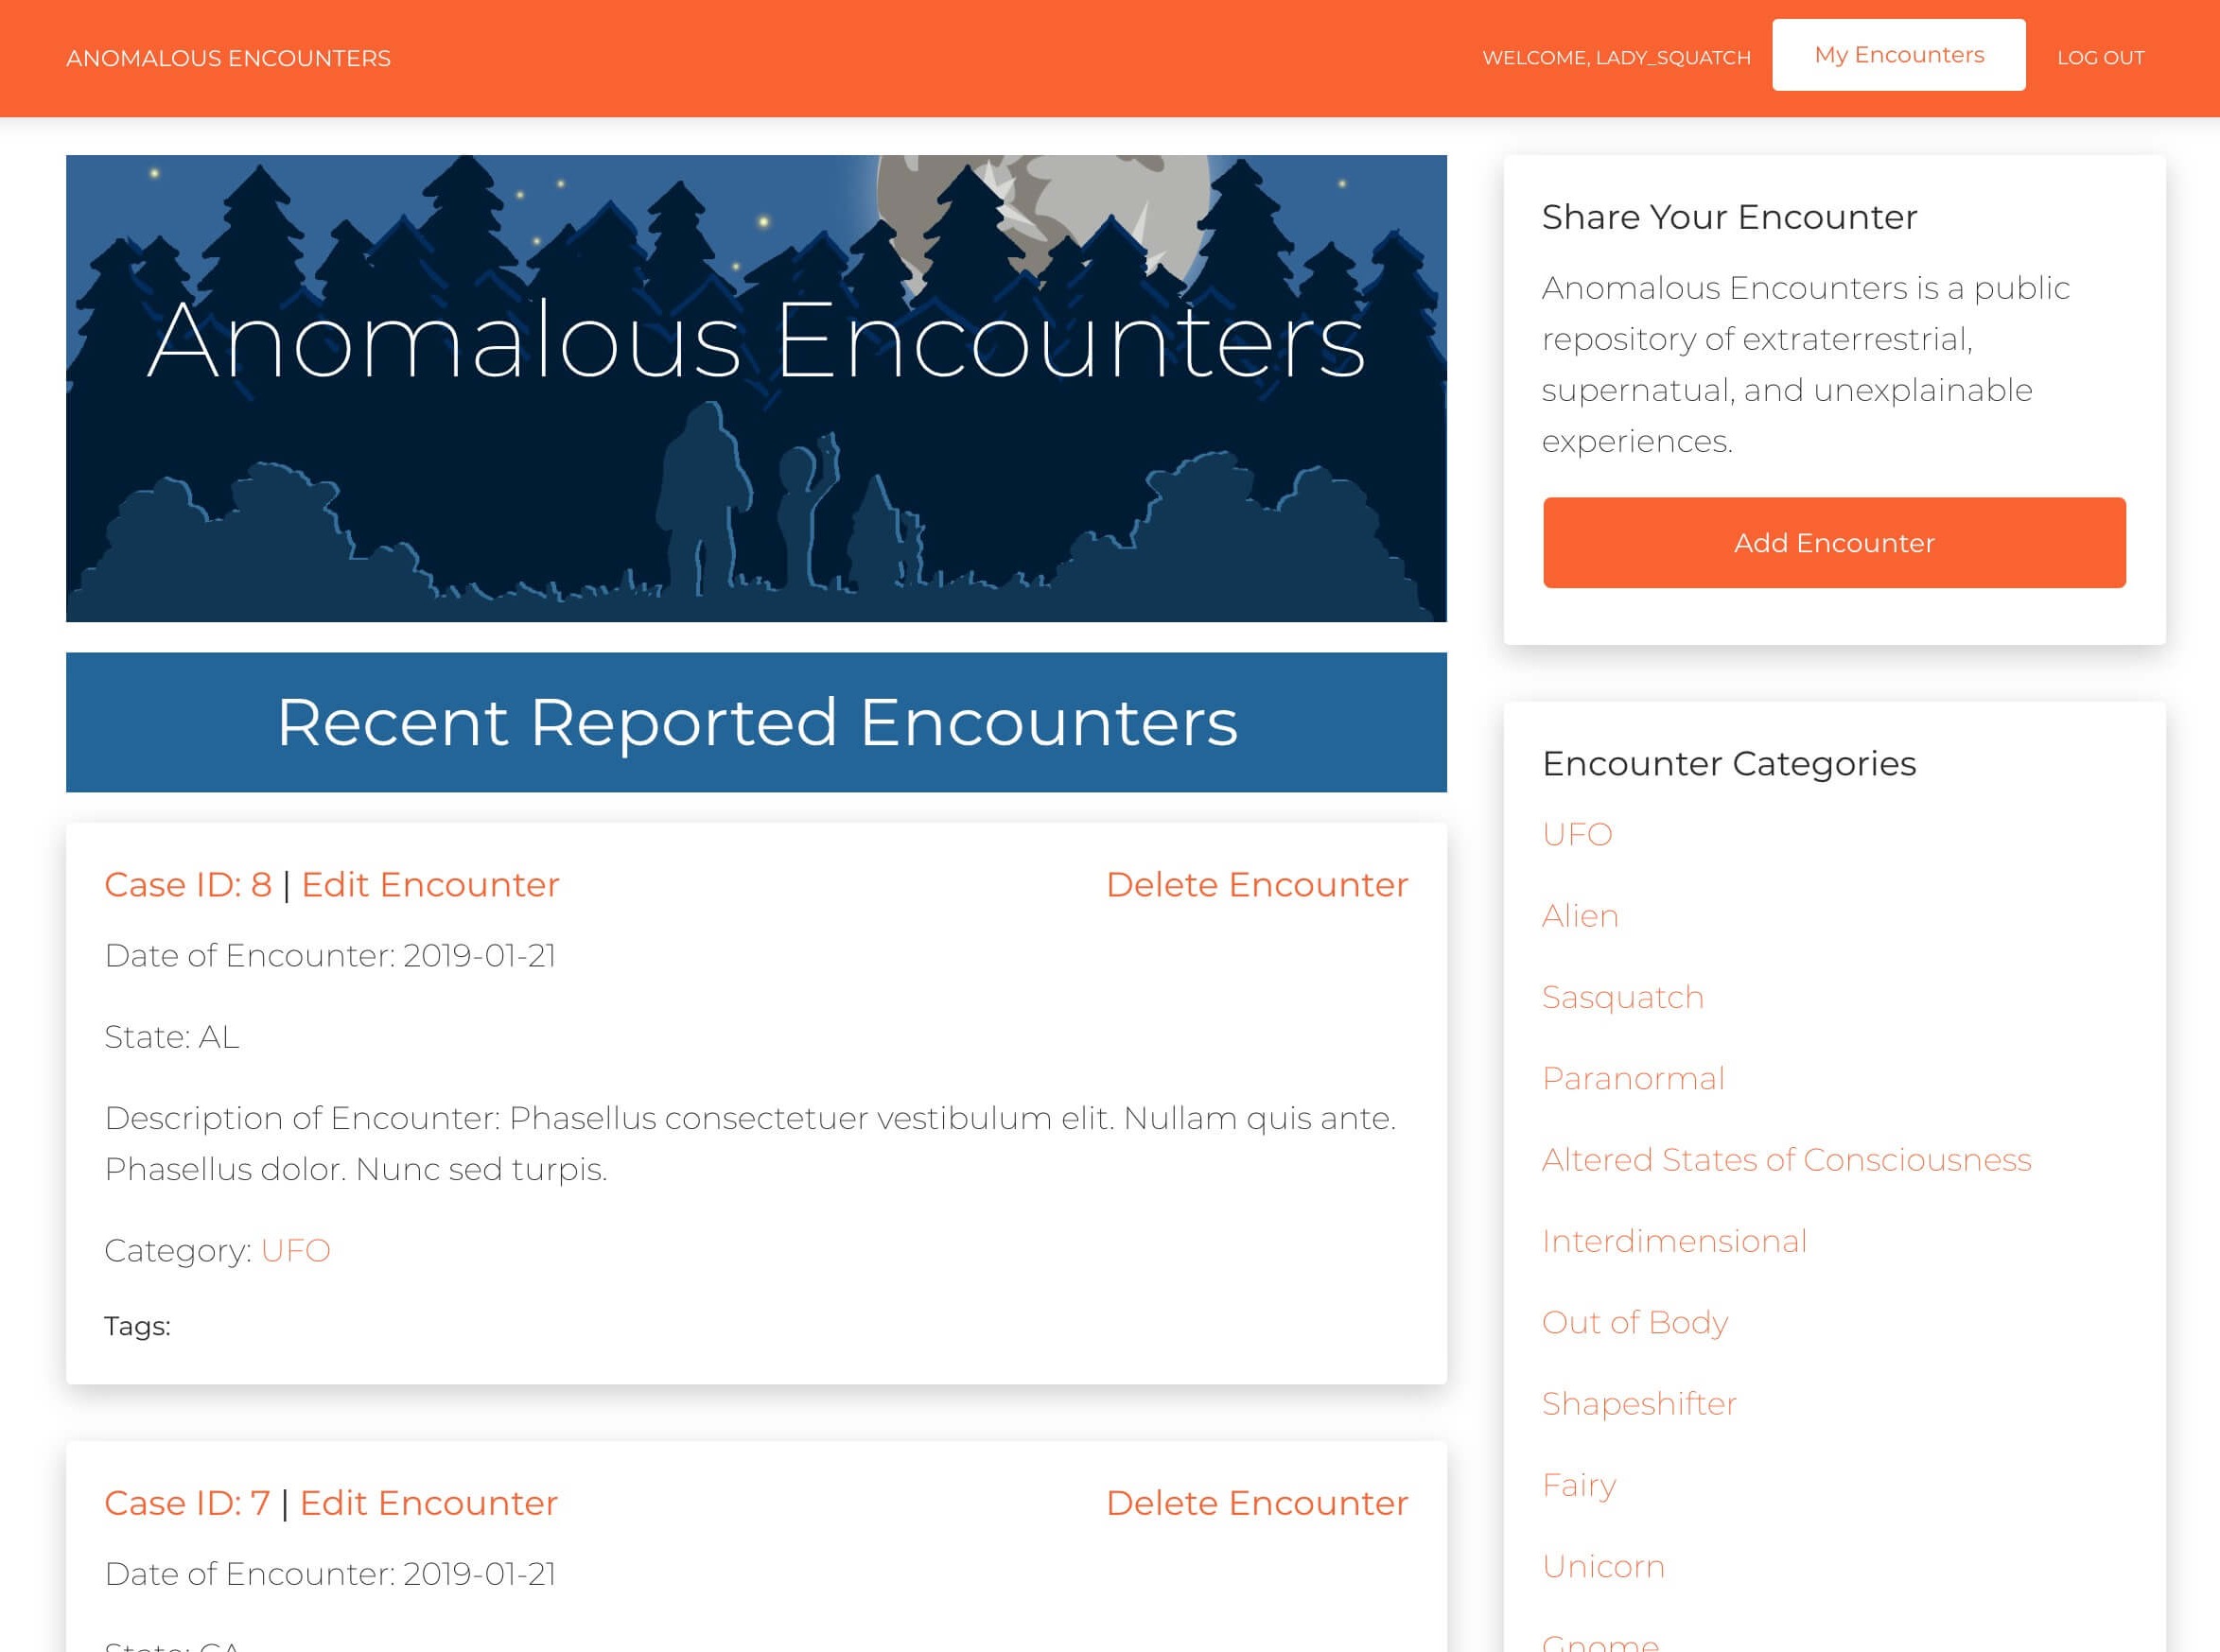 ANOMALOUS ENCOUNTERS
WELCOME, LADY_SQUATCH
My Encounters
LOG OUT
Anomalous Encounters
Recent Reported Encounters
Case ID: 8 | Edit Encounter
Delete Encounter
Date of Encounter: 2019-01-21
State: AL
Description of Encounter: Phasellus consectetuer vestibulum elit. Nullam quis ante.
Phasellus dolor. Nunc sed turpis.
Category: UFO
Tags:
Case ID: 7 | Edit Encounter
Delete Encounter
Date of Encounter: 2019-01-21
State: CA
Share Your Encounter
Anomalous Encounters is a public
repository of extraterrestrial,
supernatual, and unexplainable
experiences.
Add Encounter
Encounter Categories
UFO
Alien
Sasquatch
Paranormal
Altered States of Consciousness
Interdimensional
Out of Body
Shapeshifter
Fairy
Unicorn
Gnome